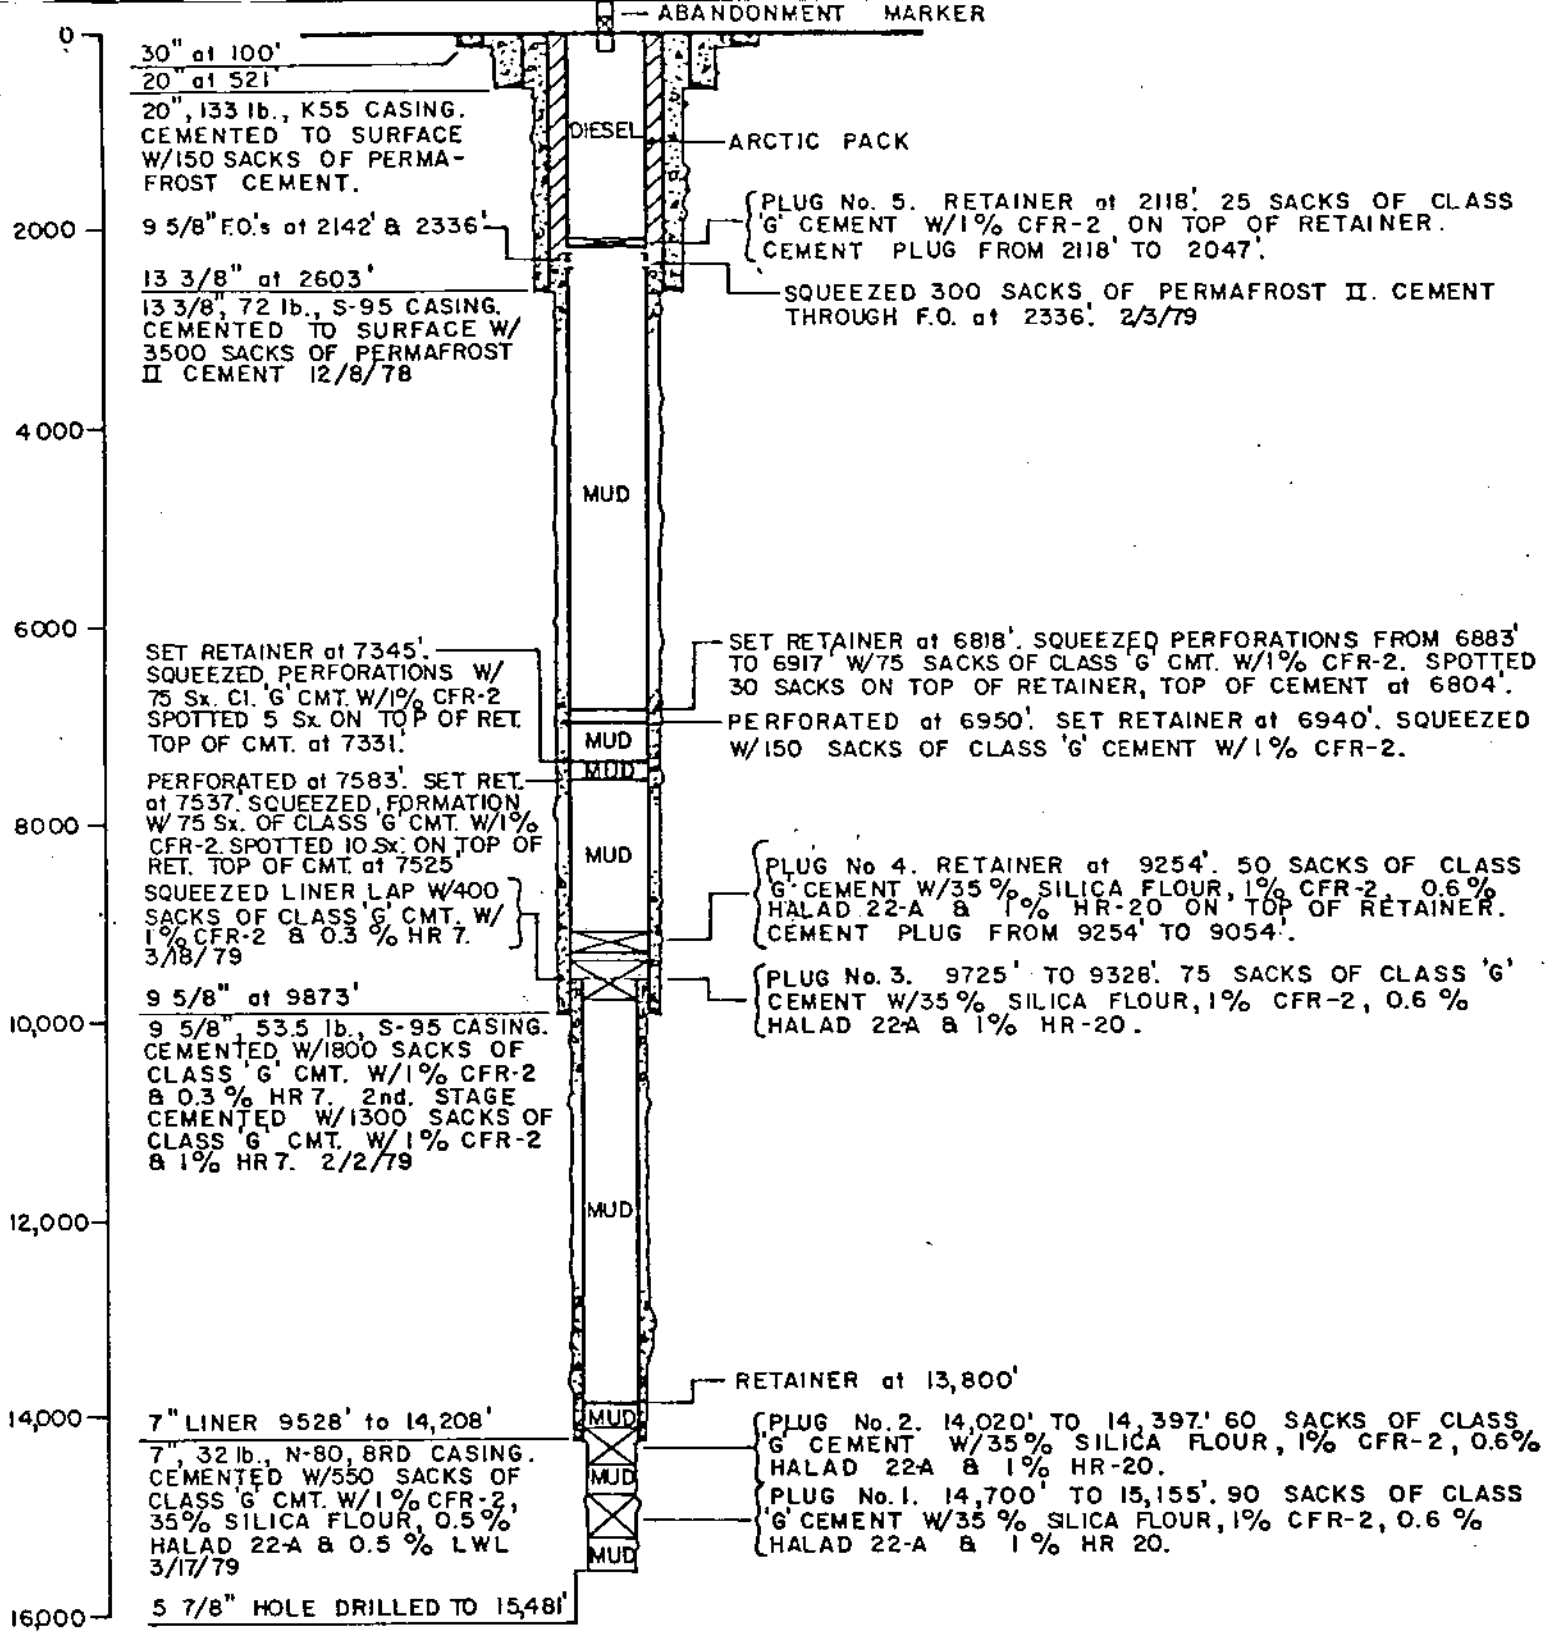 ABANDONMENT MARKER
0
30" at 100'
20" at 521'
20", 133 lb., K55 CASING.
CEMENTED TO SURFACE
W/150 SACKS OF PERMA-
FROST CEMENT.
DIESEL
ARCTIC PACK
2000
9 5/8" F.O.'s at 2142' & 2336'
PLUG No. 5. RETAINER at 2118'. 25 SACKS OF CLASS
'G' CEMENT W/1% CFR-2 ON TOP OF RETAINER.
CEMENT PLUG FROM 2118' TO 2047'.
13 3/8" at 2603'
13 3/8", 72 lb., S-95 CASING.
CEMENTED TO SURFACE W/
3500 SACKS OF PERMAFROST
II CEMENT 12/8/78
SQUEEZED 300 SACKS OF PERMAFROST II. CEMENT
THROUGH F.O. at 2336'. 2/3/79
4000
MUD
6000
SET RETAINER at 7345'.
SQUEEZED PERFORATIONS W/
75 Sx. Cl. 'G' CMT. W/1% CFR-2
SPOTTED 5 Sx. ON TOP OF RET.
TOP OF CMT. at 7331.'
SET RETAINER at 6818'. SQUEEZED PERFORATIONS FROM 6883'
TO 6917' W/75 SACKS OF CLASS 'G' CMT. W/1% CFR-2. SPOTTED
30 SACKS ON TOP OF RETAINER, TOP OF CEMENT at 6804'.
PERFORATED at 6950'. SET RETAINER at 6940'. SQUEEZED
W/150 SACKS OF CLASS 'G' CEMENT W/1% CFR-2.
MUD
MUD
PERFORATED at 7583'. SET RET.
at 7537'. SQUEEZED FORMATION
W/ 75 Sx. OF CLASS 'G' CMT. W/1%
CFR-2. SPOTTED 10 Sx. ON TOP OF
RET. TOP OF CMT. at 7525'
8000
MUD
SQUEEZED LINER LAP W/400
SACKS OF CLASS 'G' CMT. W/
1% CFR-2 & 0.3% HR 7.
3/18/79
PLUG No 4. RETAINER at 9254'. 50 SACKS OF CLASS
'G' CEMENT W/35% SILICA FLOUR, 1% CFR-2, 0.6%
HALAD 22-A & 1% HR-20 ON TOP OF RETAINER.
CEMENT PLUG FROM 9254' TO 9054'.
PLUG No. 3. 9725' TO 9328'. 75 SACKS OF CLASS 'G'
CEMENT W/35% SILICA FLOUR, 1% CFR-2, 0.6%
HALAD 22-A & 1% HR-20.
9 5/8" at 9873'
10,000
9 5/8", 53.5 lb., S-95 CASING.
CEMENTED W/1800 SACKS OF
CLASS 'G' CMT. W/1% CFR-2
& 0.3% HR 7. 2nd. STAGE
CEMENTED W/1300 SACKS OF
CLASS 'G' CMT. W/1% CFR-2
& 1% HR 7. 2/2/79
MUD
12,000
RETAINER at 13,800'
14,000
7" LINER 9528' to 14,208'
7", 32 lb., N-80, 8RD CASING.
CEMENTED W/550 SACKS OF
CLASS 'G' CMT. W/1% CFR-2,
35% SILICA FLOUR, 0.5%
HALAD 22-A & 0.5% LWL
3/17/79
MUD
PLUG No. 2. 14,020' TO 14,397.' 60 SACKS OF CLASS
'G' CEMENT W/35% SILICA FLOUR, 1% CFR-2, 0.6%
HALAD 22-A & 1% HR-20.
MUD
PLUG No. 1. 14,700' TO 15,155'. 90 SACKS OF CLASS
'G' CEMENT W/35% SILICA FLOUR, 1% CFR-2, 0.6%
HALAD 22-A & 1% HR 20.
MUD
5 7/8" HOLE DRILLED TO 15,481'
16,000